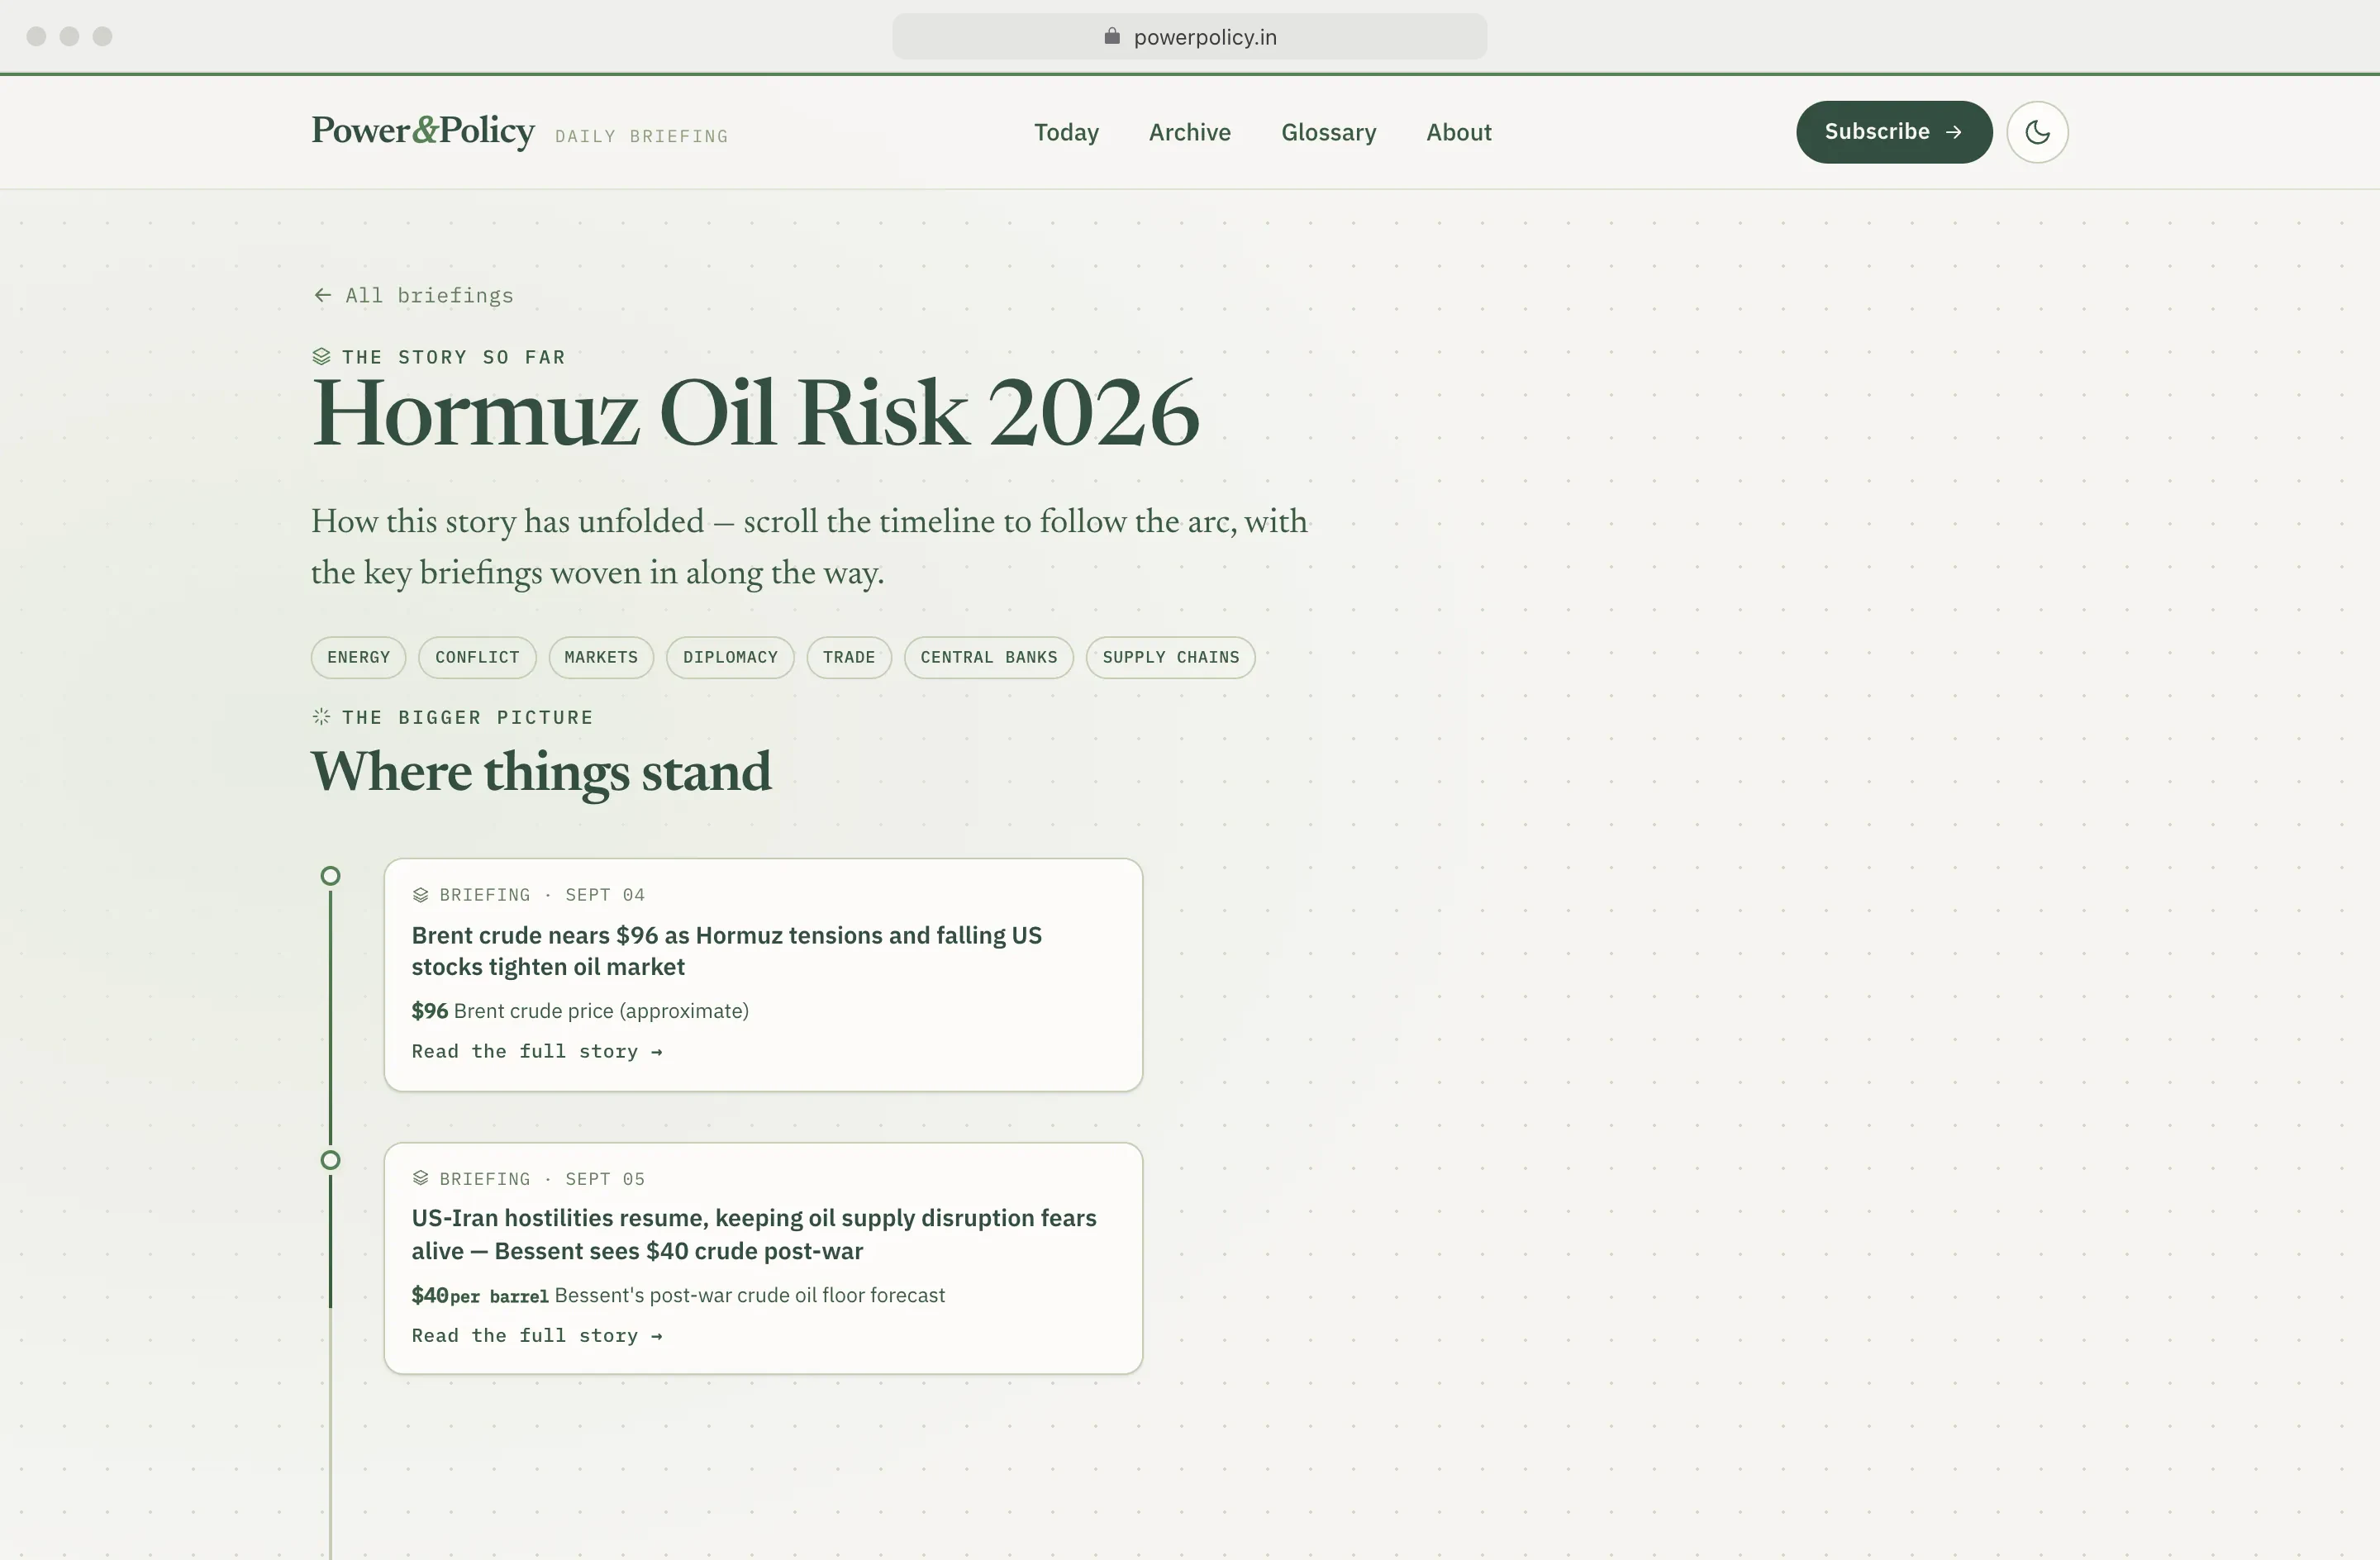 powerpolicy.in
Power&Policy DAILY BRIEFING
Today Archive Glossary About
Subscribe →
← All briefings
THE STORY SO FAR
Hormuz Oil Risk 2026
How this story has unfolded — scroll the timeline to follow the arc, with
the key briefings woven in along the way.
ENERGY CONFLICT MARKETS DIPLOMACY TRADE CENTRAL BANKS SUPPLY CHAINS
THE BIGGER PICTURE
Where things stand
BRIEFING · SEPT 04
Brent crude nears $96 as Hormuz tensions and falling US
stocks tighten oil market
$96 Brent crude price (approximate)
Read the full story →
BRIEFING · SEPT 05
US-Iran hostilities resume, keeping oil supply disruption fears
alive — Bessent sees $40 crude post-war
$40per barrel Bessent's post-war crude oil floor forecast
Read the full story →